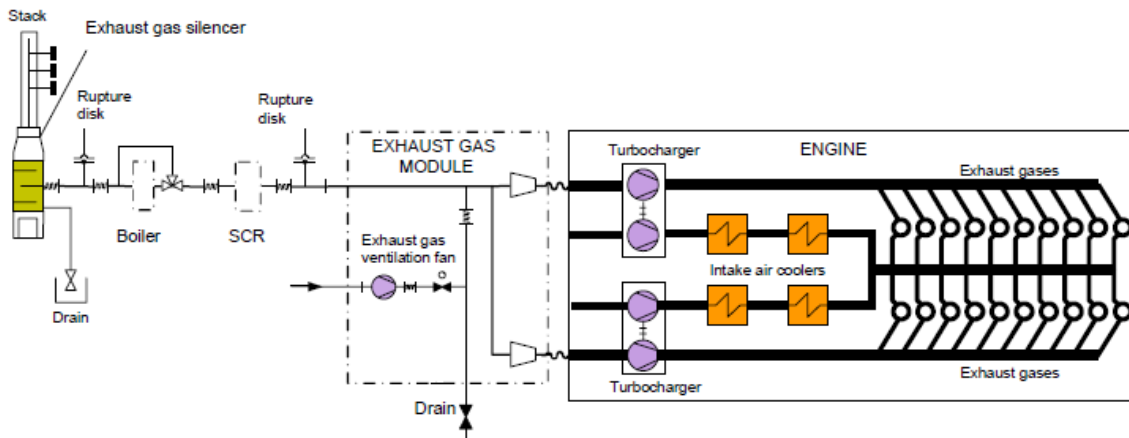 Stack
Exhaust gas silencer
Rupture
disk
Rupture
disk
EXHAUST GAS
MODULE
ENGINE
Turbocharger
Exhaust gases
Boiler
SCR
Exhaust gas
ventilation fan
Intake air coolers
Drain
Turbocharger
Exhaust gases
Drain